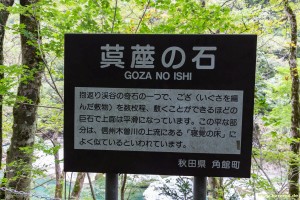 茣蓙の石
GOZA NO ISHI
抱返り渓谷の奇石の一つで、ござ（いぐさを編
んだ敷物）を数枚程、敷くことができるほどの
巨石で上面は平滑になっています。この平な部
分は、信州木曽川の上流にある「寝覚の床」に
よく似ているといわれています。
秋田県 角館町